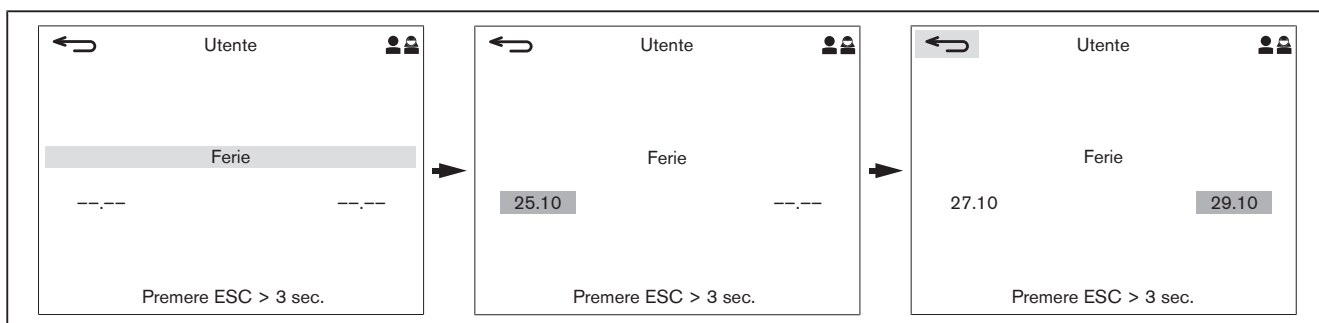 Utente
Ferie
--.-- --.--
Premere ESC > 3 sec.
Utente
Ferie
25.10 --.--
Premere ESC > 3 sec.
Utente
Ferie
27.10 29.10
Premere ESC > 3 sec.